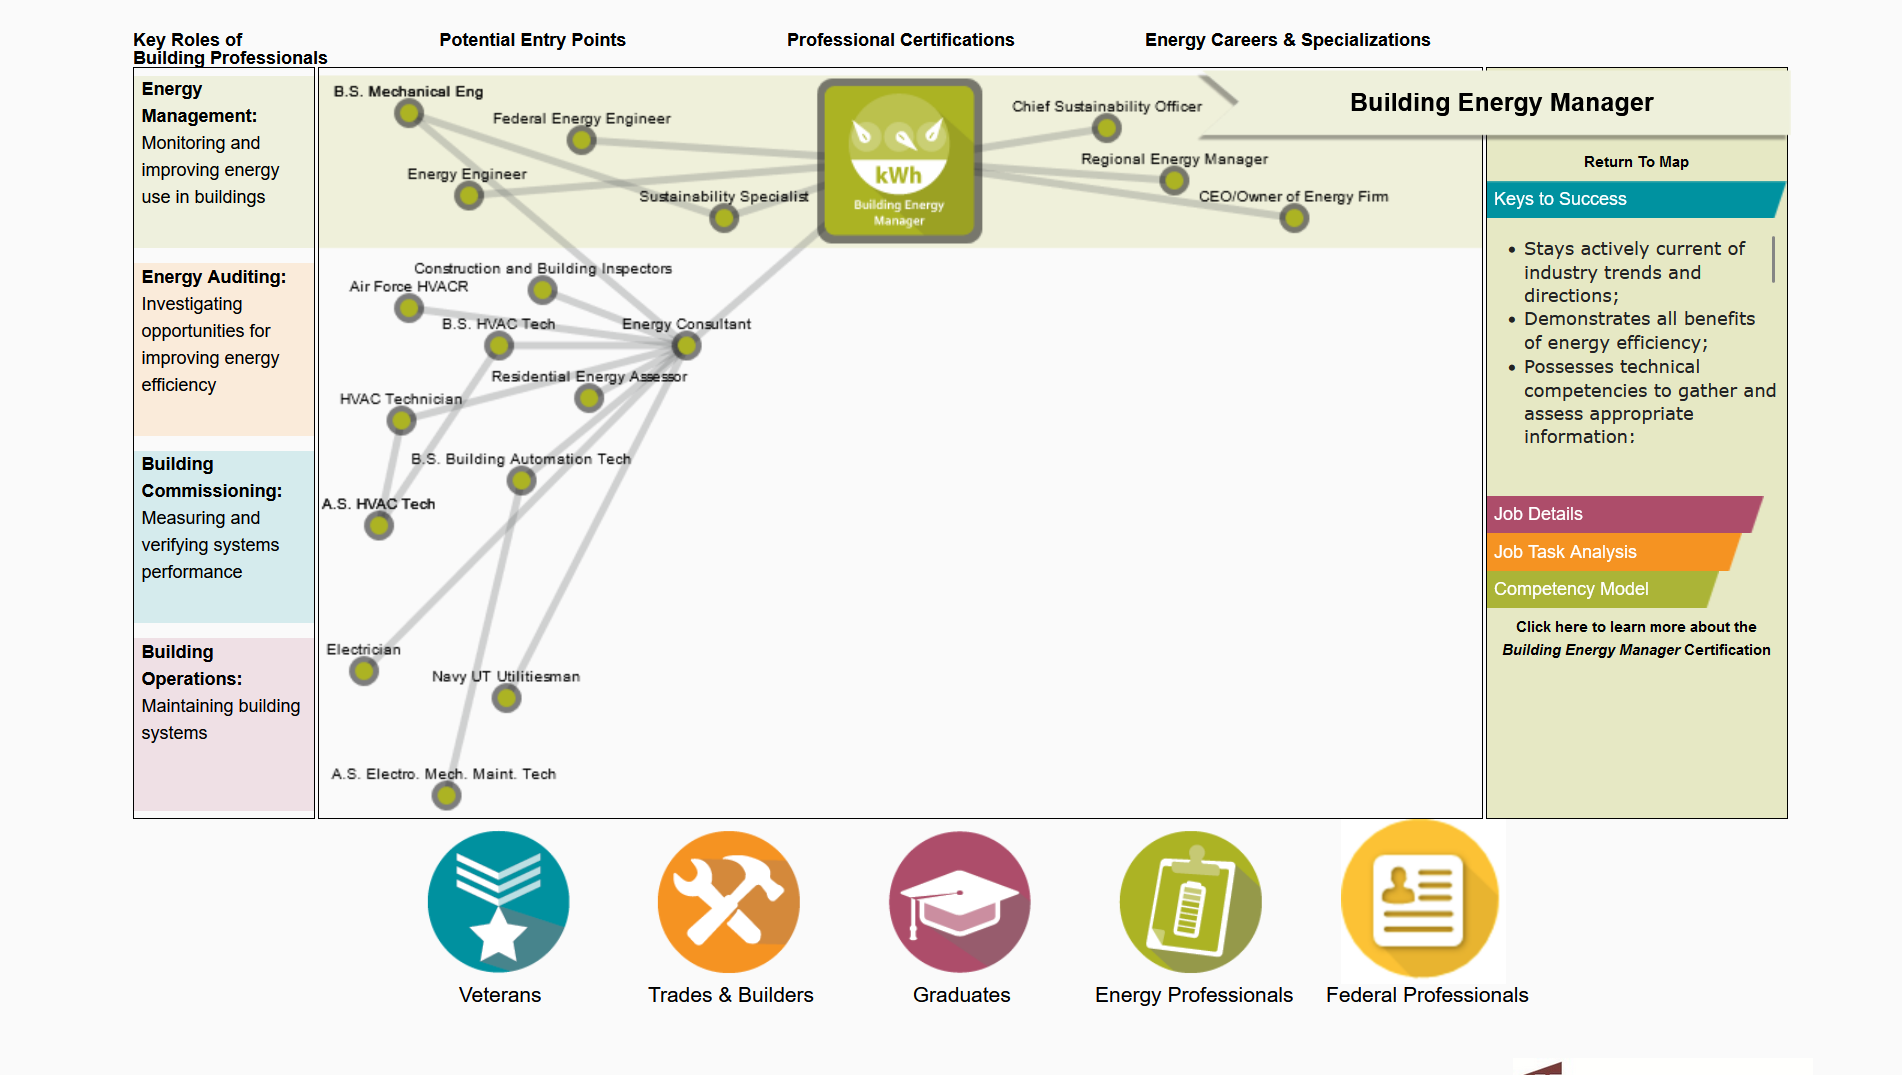 Key Roles of
Building Professionals
Potential Entry Points
Professional Certifications
Energy Careers & Specializations
Energy
Management:
Monitoring and
improving energy
use in buildings
Energy Auditing:
Investigating
opportunities for
improving energy
efficiency
Building
Commissioning:
Measuring and
verifying systems
performance
Building
Operations:
Maintaining building
systems
B.S. Mechanical Eng
Federal Energy Engineer
Energy Engineer
Sustainability Specialist
kWh
Building Energy
Manager
Chief Sustainability Officer
Regional Energy Manager
CEO/Owner of Energy Firm
Construction and Building Inspectors
Air Force HVACR
B.S. HVAC Tech
Energy Consultant
Residential Energy Assessor
HVAC Technician
B.S. Building Automation Tech
A.S. HVAC Tech
Electrician
Navy UT Utilitiesman
A.S. Electro. Mech. Maint. Tech
Building Energy Manager
Return To Map
Keys to Success
• Stays actively current of
industry trends and
directions;
• Demonstrates all benefits
of energy efficiency;
• Possesses technical
competencies to gather and
assess appropriate
information;
Job Details
Job Task Analysis
Competency Model
Click here to learn more about the
Building Energy Manager Certification
Veterans
Trades & Builders
Graduates
Energy Professionals
Federal Professionals